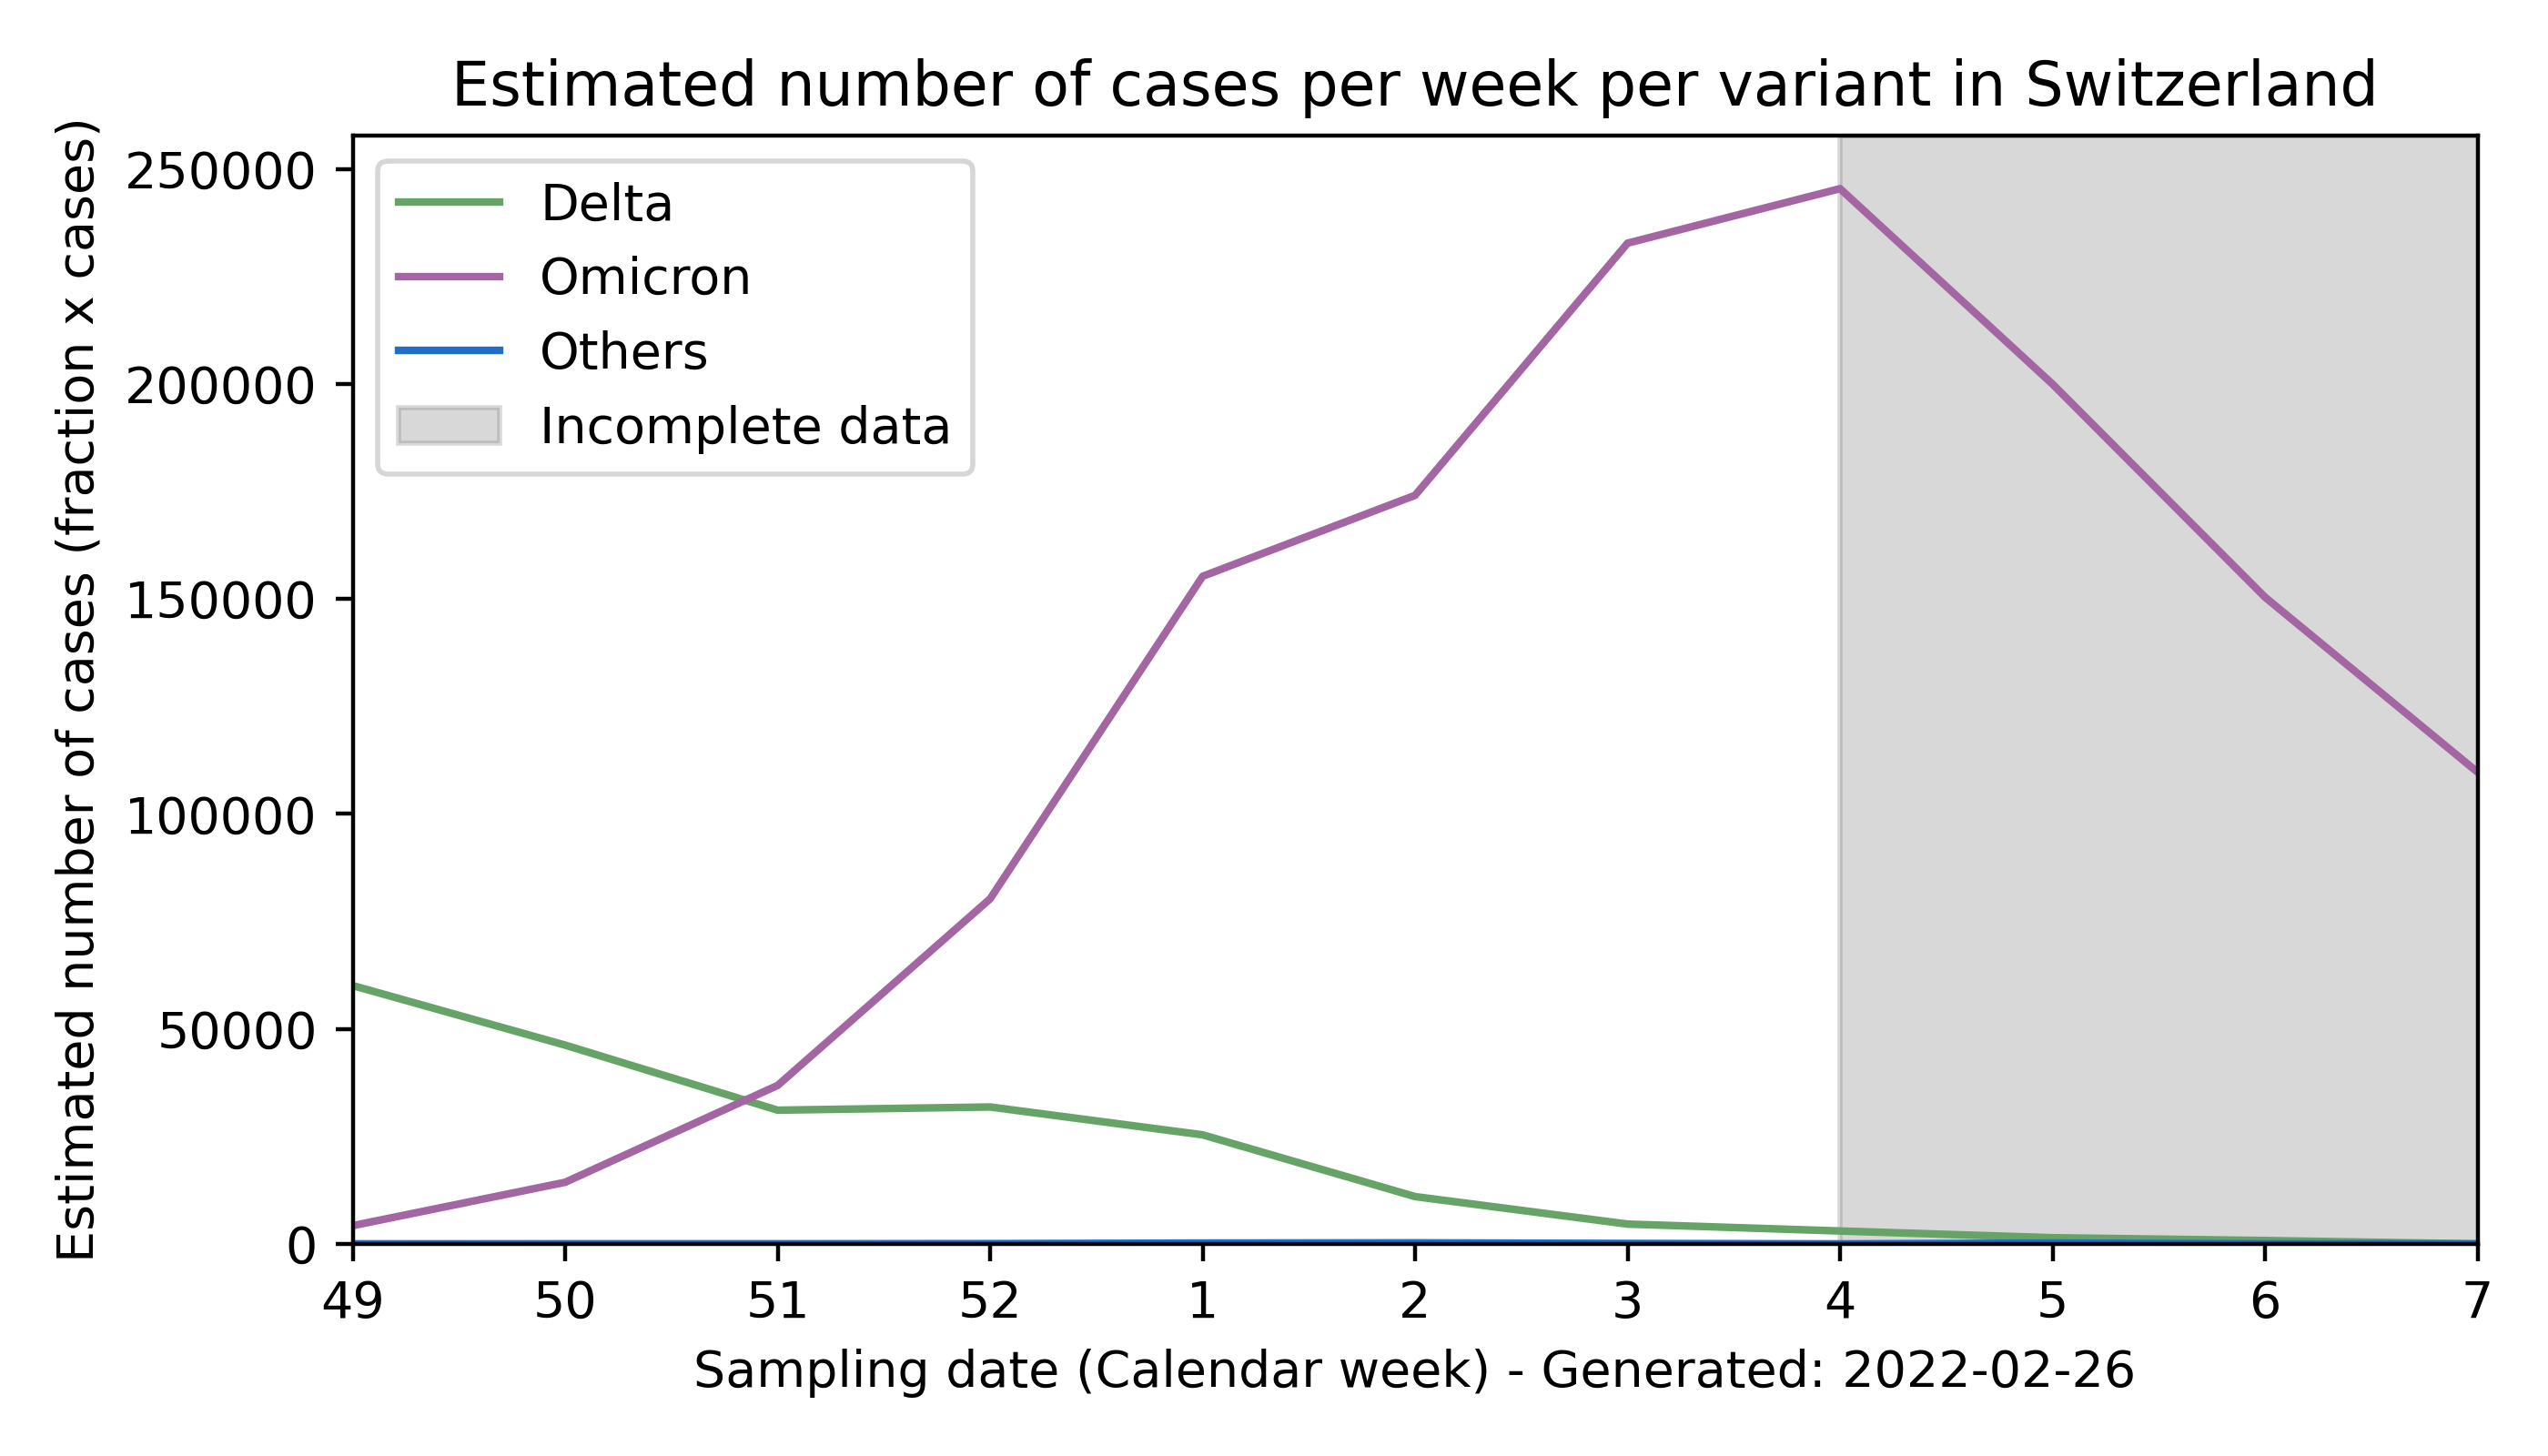 Estimated number of cases per week per variant in Switzerland
Estimated number of cases (fraction x cases)
250000
200000
150000
100000
50000
0
Delta
Omicron
Others
Incomplete data
49 50 51 52 1 2 3 4 5 6 7
Sampling date (Calendar week) - Generated: 2022-02-26